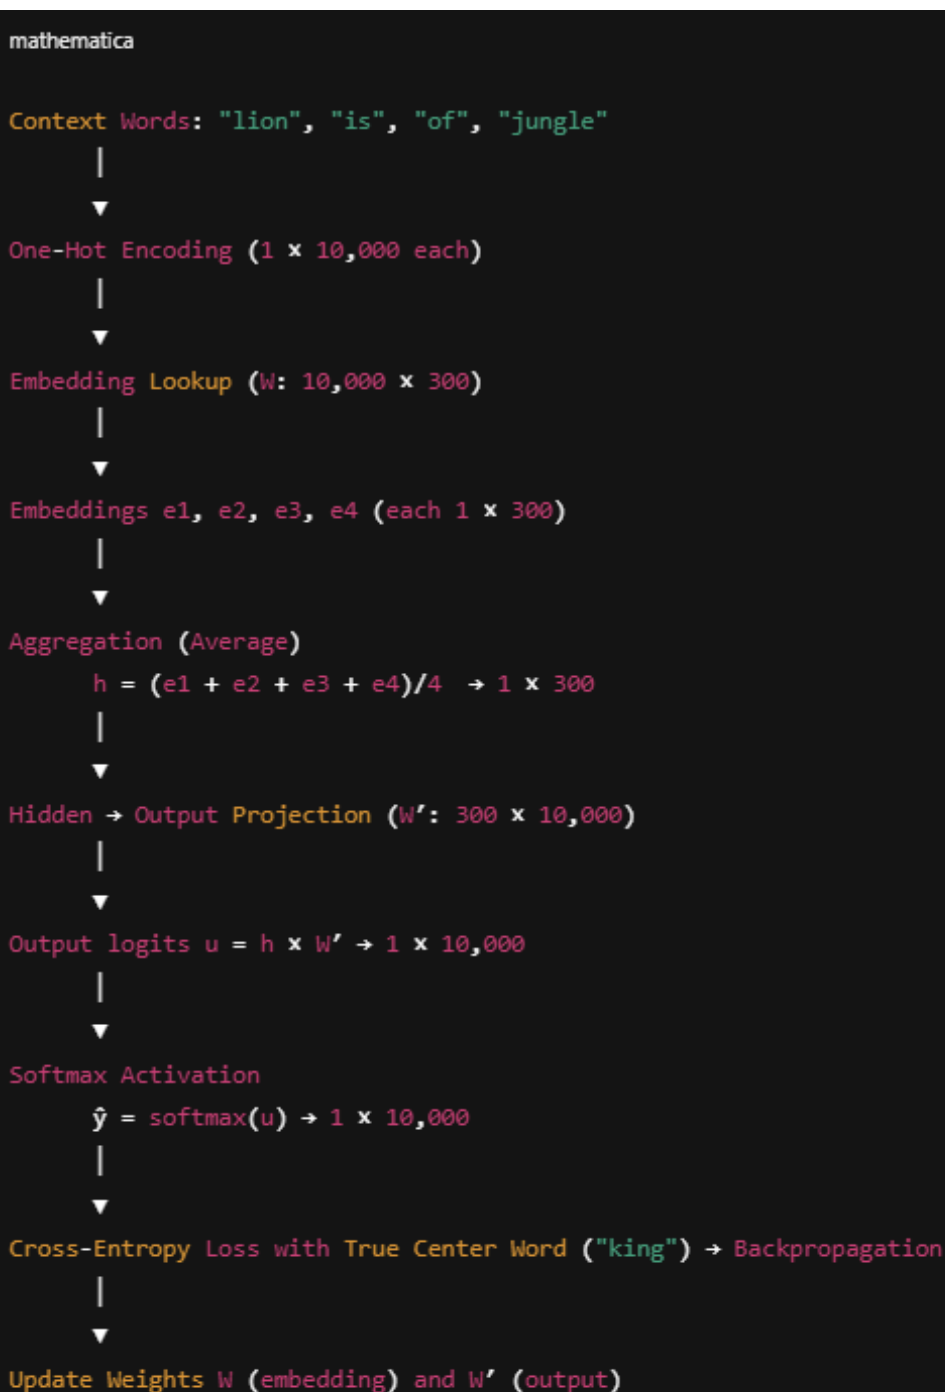 mathematica
Context Words: "lion", "is", "of", "jungle"
│
▼
One-Hot Encoding (1 × 10,000 each)
│
▼
Embedding Lookup (W: 10,000 × 300)
│
▼
Embeddings e1, e2, e3, e4 (each 1 × 300)
│
▼
Aggregation (Average)
h = (e1 + e2 + e3 + e4)/4 → 1 × 300
│
▼
Hidden → Output Projection (W′: 300 × 10,000)
│
▼
Output logits u = h × W′ → 1 × 10,000
│
▼
Softmax Activation
ŷ = softmax(u) → 1 × 10,000
│
▼
Cross-Entropy Loss with True Center Word ("king") → Backpropagation
│
▼
Update Weights W (embedding) and W′ (output)